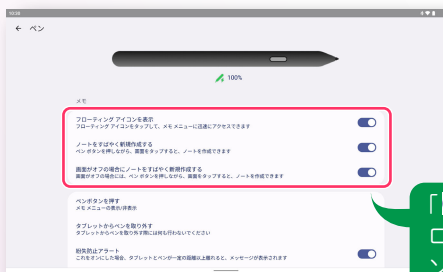 10:30
← ペン
100%
メモ
フローティング アイコンを表示
フローティング アイコンをタップして、メモ メニューに迅速にアクセスできます
ノートをすばやく新規作成する
ペン ボタンを押しながら、画面をタップすると、ノートを作成できます
画面がオフの場合にノートをすばやく新規作成する
画面がオフの場合には、ペン ボタンを押しながら、画面をタップすると、ノートを作成できます
ペンボタンを押す
メモ メニューの表示/非表示
タブレットからペンを取り外す
タブレットからペンを取り外す際には何も行わないでください
紛失防止アラート
これをオンにした場合、タブレットとペンが一定の距離以上離れると、メッセージが表示されます